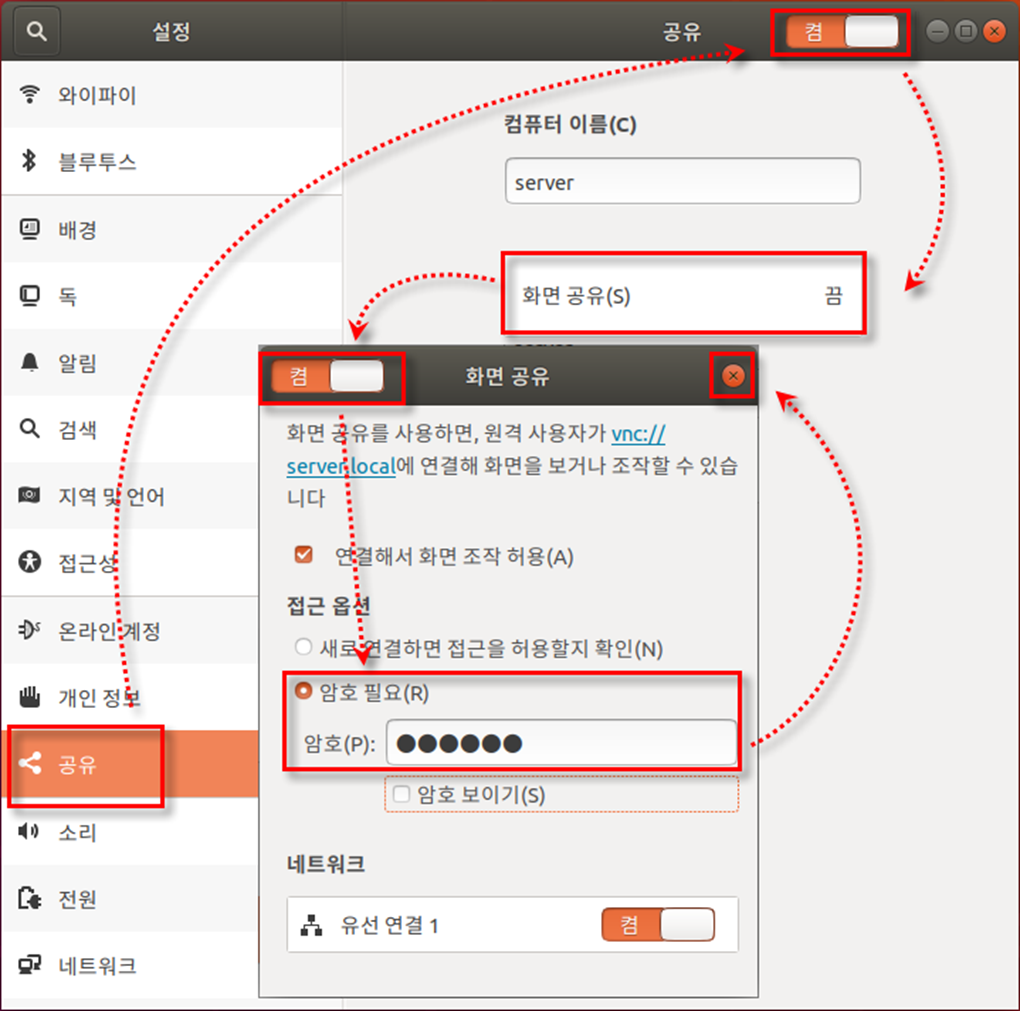 설정
공유
켬
와이파이
블루투스
배경
독
알림
검색
지역 및 언어
접근성
온라인 계정
개인 정보
공유
소리
전원
네트워크
컴퓨터 이름(C)
server
화면 공유(S) 끔
켬
화면 공유
화면 공유를 사용하면, 원격 사용자가 vnc://
server.local에 연결해 화면을 보거나 조작할 수 있습
니다
연결해서 화면 조작 허용(A)
접근 옵션
새로 연결하면 접근을 허용할지 확인(N)
암호 필요(R)
암호(P): ●●●●●●
암호 보이기(S)
네트워크
유선 연결 1 켬